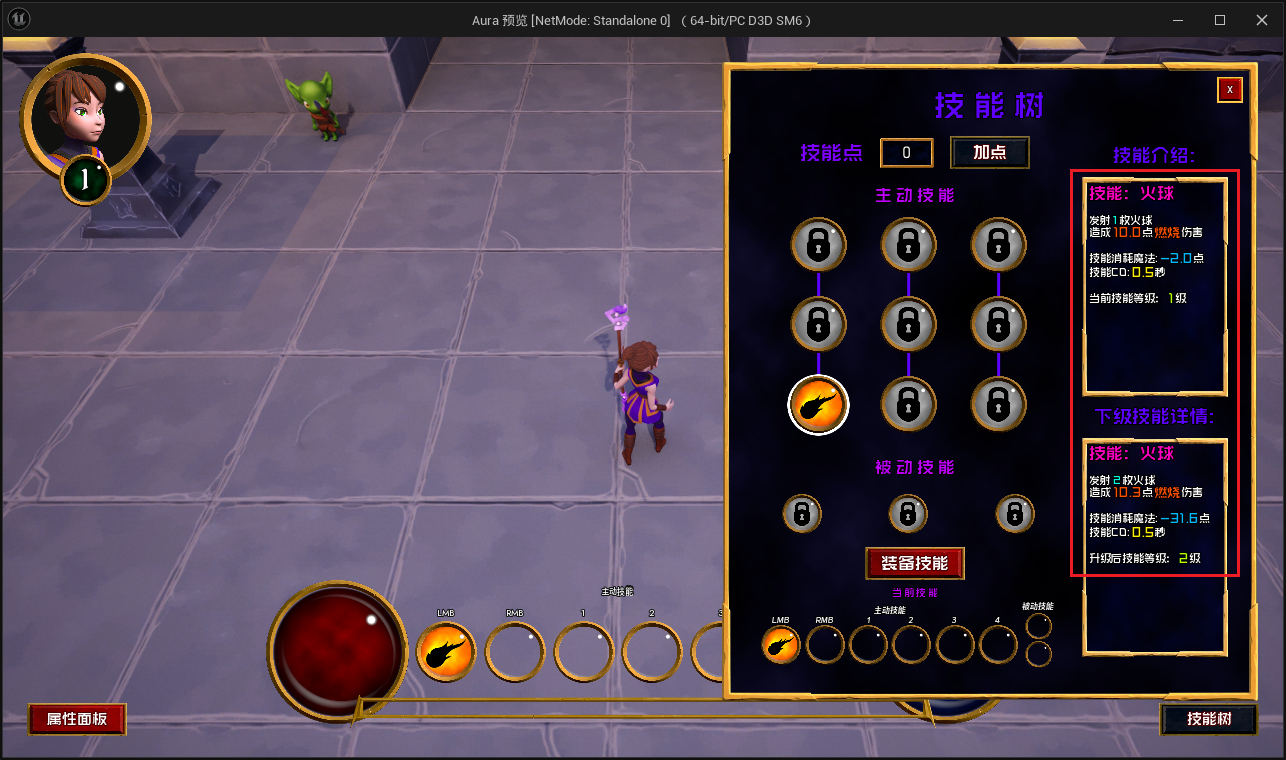 Aura 预览 [NetMode: Standalone 0] ( 64-bit/PC D3D SM6 )
x
技能树
技能点 0 加点
技能介绍:
主动技能
技能: 火球
发射 1 枚火球
造成 10.0 点 燃烧 伤害
技能消耗魔法: -2.0 点
技能CD: 0.5 秒
当前技能等级: 1 级
下级技能详情:
技能: 火球
发射 2 枚火球
造成 10.3 点 燃烧 伤害
技能消耗魔法: -31.6 点
技能CD: 0.5 秒
升级后技能等级: 2 级
被动技能
装备技能
当前技能
主动技能
被动技能
LMB RMB 1 2 3 4
1
主动技能
LMB RMB 1 2 3
属性面板
技能树